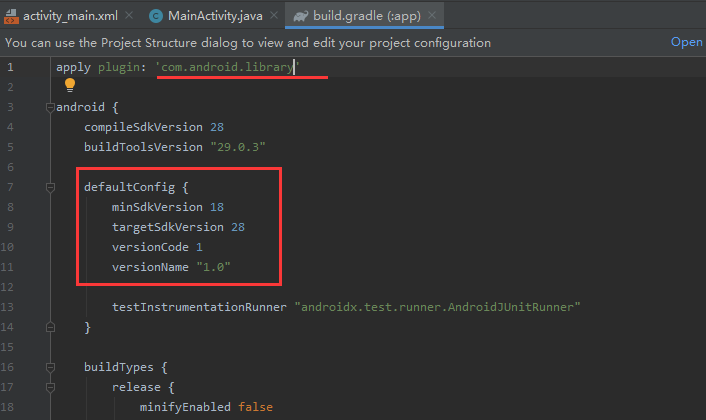 activity_main.xml MainActivity.java build.gradle (:app)
You can use the Project Structure dialog to view and edit your project configuration Open
1 apply plugin: 'com.android.library'
2
3 android {
4 compileSdkVersion 28
5 buildToolsVersion "29.0.3"
6
7 defaultConfig {
8 minSdkVersion 18
9 targetSdkVersion 28
10 versionCode 1
11 versionName "1.0"
12
13 testInstrumentationRunner "androidx.test.runner.AndroidJUnitRunner"
14 }
15
16 buildTypes {
17 release {
18 minifyEnabled false